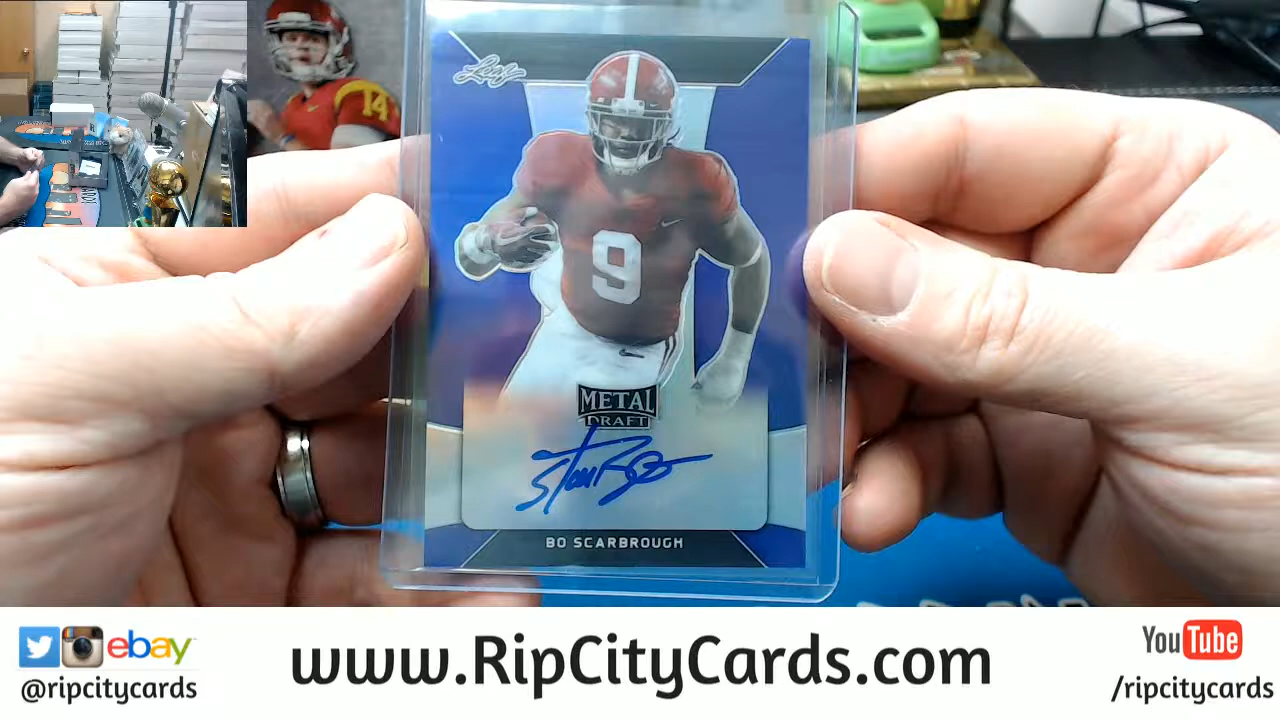 14
Leaf
9
METAL
DRAFT
BO SCARBROUGH
ebay
www.RipCityCards.com
@ripcitycards
YouTube
/ripcitycards